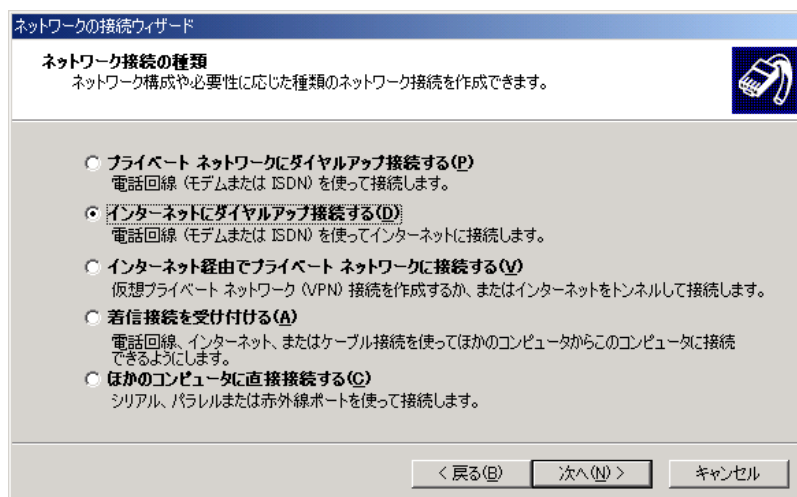 ネットワークの接続ウィザード
ネットワーク接続の種類
ネットワーク構成や必要性に応じた種類のネットワーク接続を作成できます。
プライベート ネットワークにダイヤルアップ接続する(P)
電話回線 (モデムまたは ISDN) を使って接続します。
インターネットにダイヤルアップ接続する(D)
電話回線 (モデムまたは ISDN) を使ってインターネットに接続します。
インターネット経由でプライベート ネットワークに接続する(V)
仮想プライベート ネットワーク (VPN) 接続を作成するか、またはインターネットをトンネルして接続します。
着信接続を受け付ける(A)
電話回線、インターネット、またはケーブル接続を使ってほかのコンピュータからこのコンピュータに接続
できるようにします。
ほかのコンピュータに直接接続する(C)
シリアル、パラレルまたは赤外線ポートを使って接続します。
< 戻る(B) 次へ(N) > キャンセル